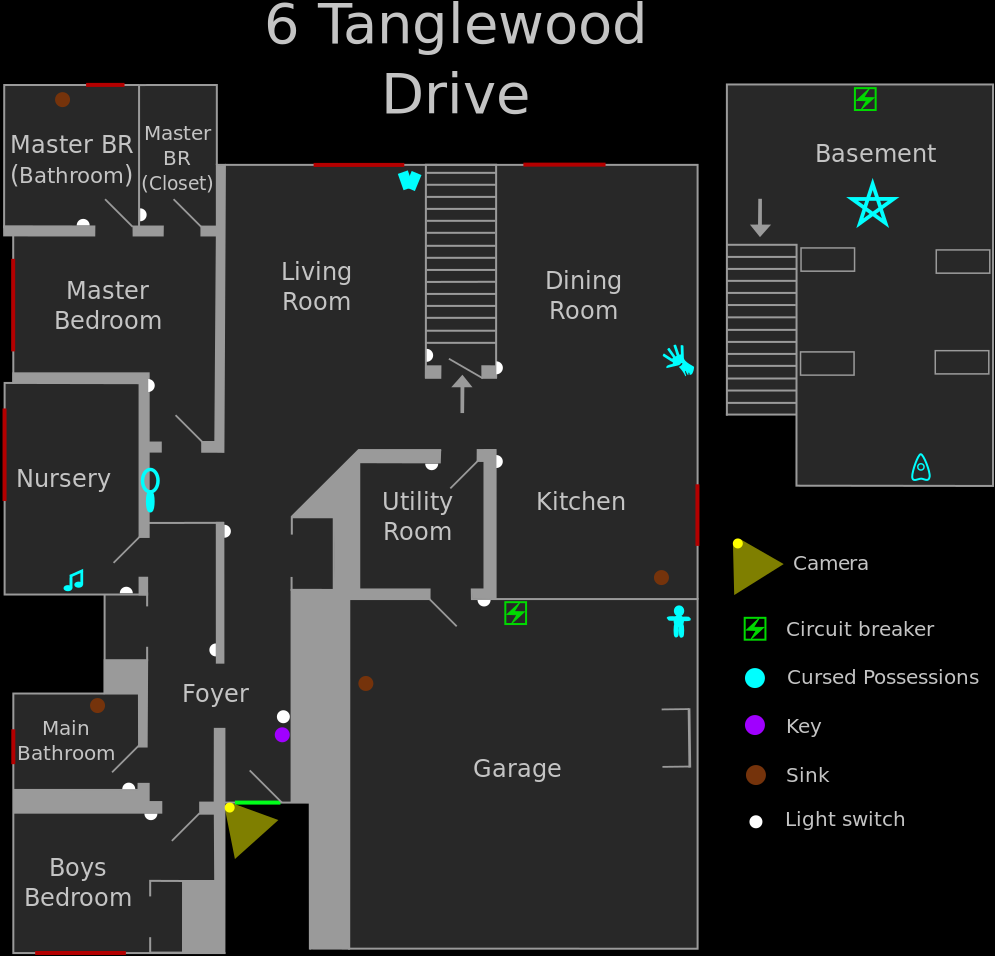 6 Tanglewood
Drive
Master BR
(Bathroom)
Master
BR
(Closet)
Basement
Master
Bedroom
Living
Room
Dining
Room
Nursery
Utility
Room
Kitchen
Camera
Circuit breaker
Cursed Possessions
Key
Sink
Light switch
Foyer
Main
Bathroom
Garage
Boys
Bedroom